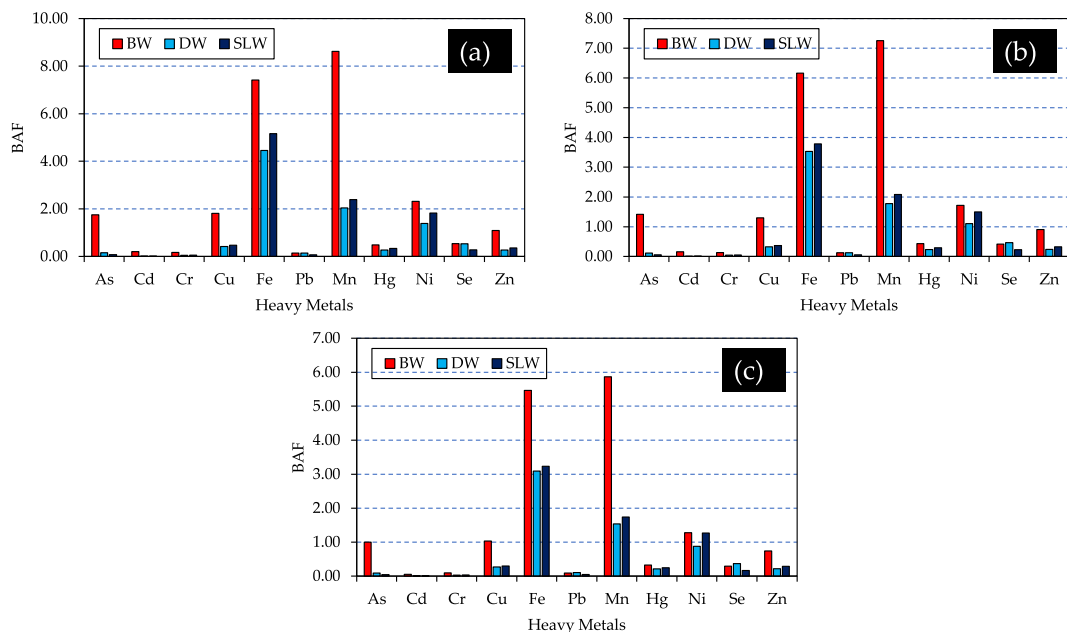 10.00
8.00
6.00
4.00
2.00
0.00
BAF
BW DW SLW
(a)
As Cd Cr Cu Fe Pb Mn Hg Ni Se Zn
Heavy Metals
8.00
7.00
6.00
5.00
4.00
3.00
2.00
1.00
0.00
BAF
BW DW SLW
(b)
As Cd Cr Cu Fe Pb Mn Hg Ni Se Zn
Heavy Metals
7.00
6.00
5.00
4.00
3.00
2.00
1.00
0.00
BAF
BW DW SLW
(c)
As Cd Cr Cu Fe Pb Mn Hg Ni Se Zn
Heavy Metals